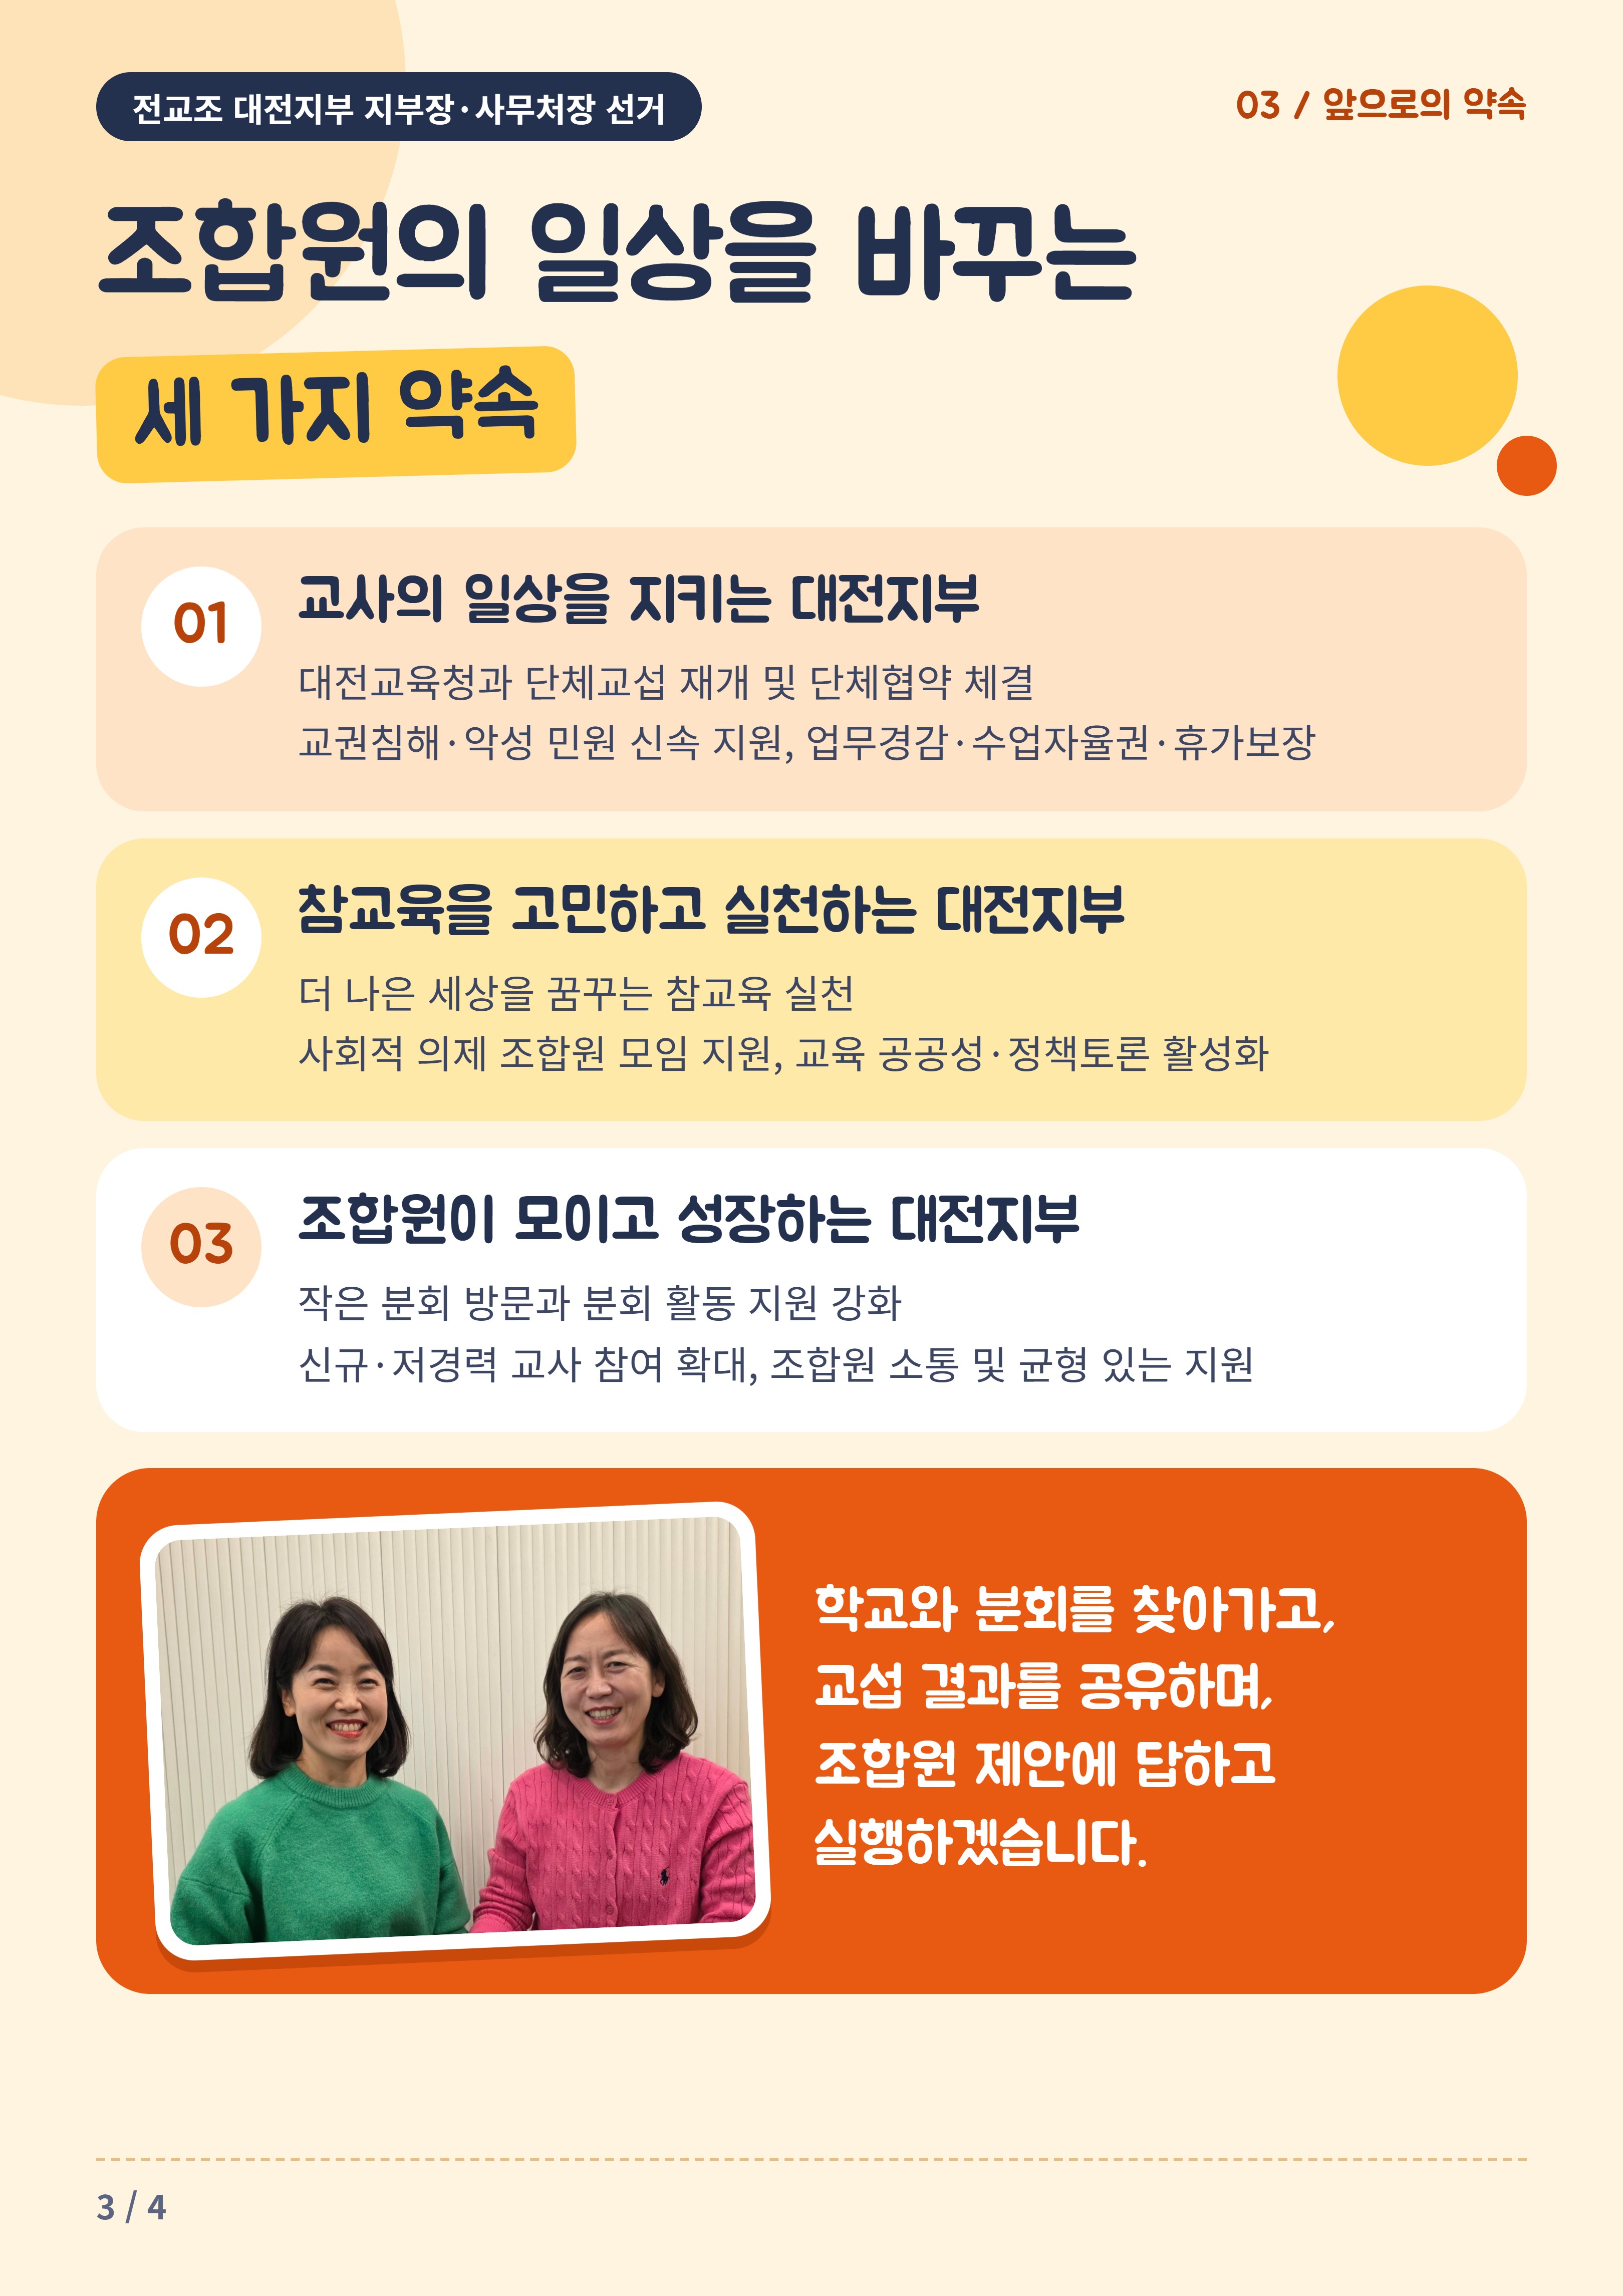 전교조 대전지부 지부장·사무처장 선거
03 / 앞으로의 약속
조합원의 일상을 바꾸는
세 가지 약속
01
교사의 일상을 지키는 대전지부
대전교육청과 단체교섭 재개 및 단체협약 체결
교권침해·악성 민원 신속 지원, 업무경감·수업자율권·휴가보장
02
참교육을 고민하고 실천하는 대전지부
더 나은 세상을 꿈꾸는 참교육 실천
사회적 의제 조합원 모임 지원, 교육 공공성·정책토론 활성화
03
조합원이 모이고 성장하는 대전지부
작은 분회 방문과 분회 활동 지원 강화
신규·저경력 교사 참여 확대, 조합원 소통 및 균형 있는 지원
학교와 분회를 찾아가고,
교섭 결과를 공유하며,
조합원 제안에 답하고
실행하겠습니다.
3 / 4